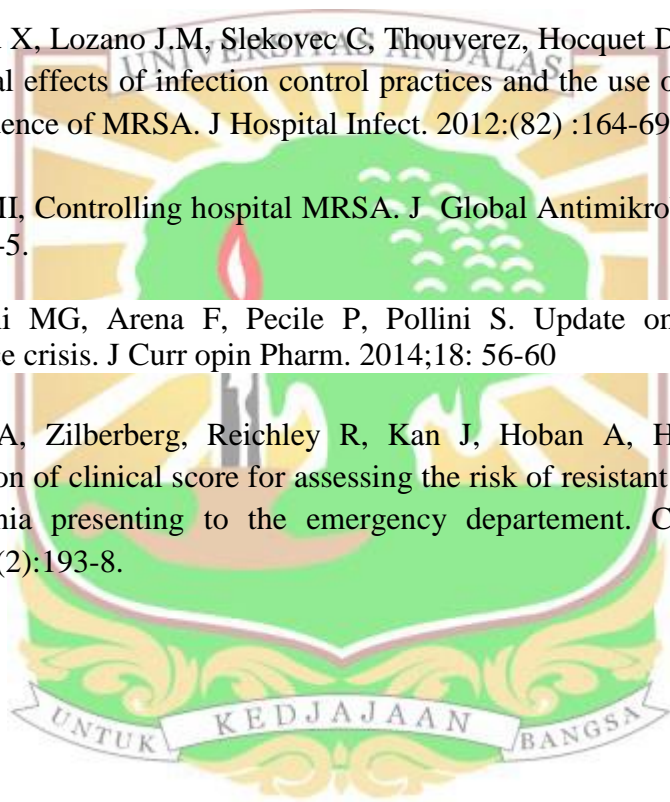 X, Lozano J.M, Slekovec C, Thouverez, Hocquet D
UNIVERSITAS ANDALAS
al effects of infection control practices and the use o
ence of MRSA. J Hospital Infect. 2012:(82) :164-69
II, Controlling hospital MRSA. J Global Antimikro
-5.
i MG, Arena F, Pecile P, Pollini S. Update on
ce crisis. J Curr opin Pharm. 2014;18: 56-60
A, Zilberberg, Reichley R, Kan J, Hoban A, H
on of clinical score for assessing the risk of resistant
nia presenting to the emergency departement. C
(2):193-8.
UNTUK KEDJAJAAN BANGSA